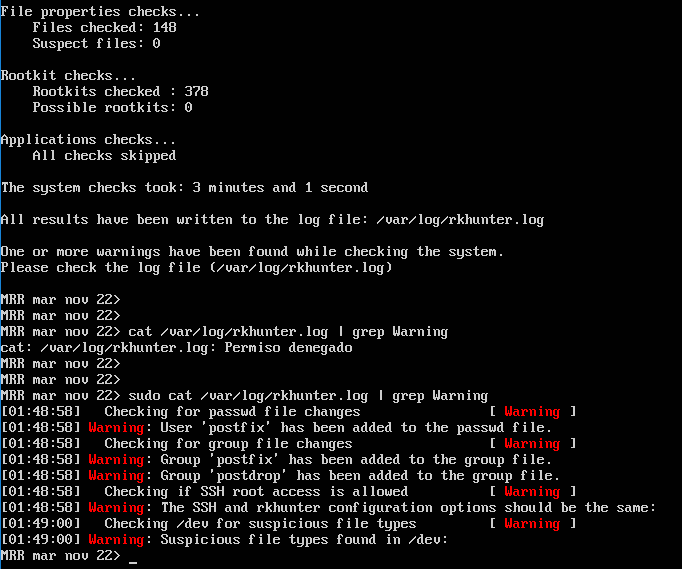 File properties checks...
Files checked: 148
Suspect files: 0
Rootkit checks...
Rootkits checked : 378
Possible rootkits: 0
Applications checks...
All checks skipped
The system checks took: 3 minutes and 1 second
All results have been written to the log file: /var/log/rkhunter.log
One or more warnings have been found while checking the system.
Please check the log file (/var/log/rkhunter.log)
MRR mar nov 22>
MRR mar nov 22>
MRR mar nov 22> cat /var/log/rkhunter.log | grep Warning
cat: /var/log/rkhunter.log: Permiso denegado
MRR mar nov 22>
MRR mar nov 22>
MRR mar nov 22> sudo cat /var/log/rkhunter.log | grep Warning
[01:48:58]   Checking for passwd file changes                [ Warning ]
[01:48:58] Warning: User 'postfix' has been added to the passwd file.
[01:48:58]   Checking for group file changes                 [ Warning ]
[01:48:58] Warning: Group 'postfix' has been added to the group file.
[01:48:58] Warning: Group 'postdrop' has been added to the group file.
[01:48:58]   Checking if SSH root access is allowed          [ Warning ]
[01:48:58] Warning: The SSH and rkhunter configuration options should be the same:
[01:49:00]   Checking /dev for suspicious file types         [ Warning ]
[01:49:00] Warning: Suspicious file types found in /dev:
MRR mar nov 22> _